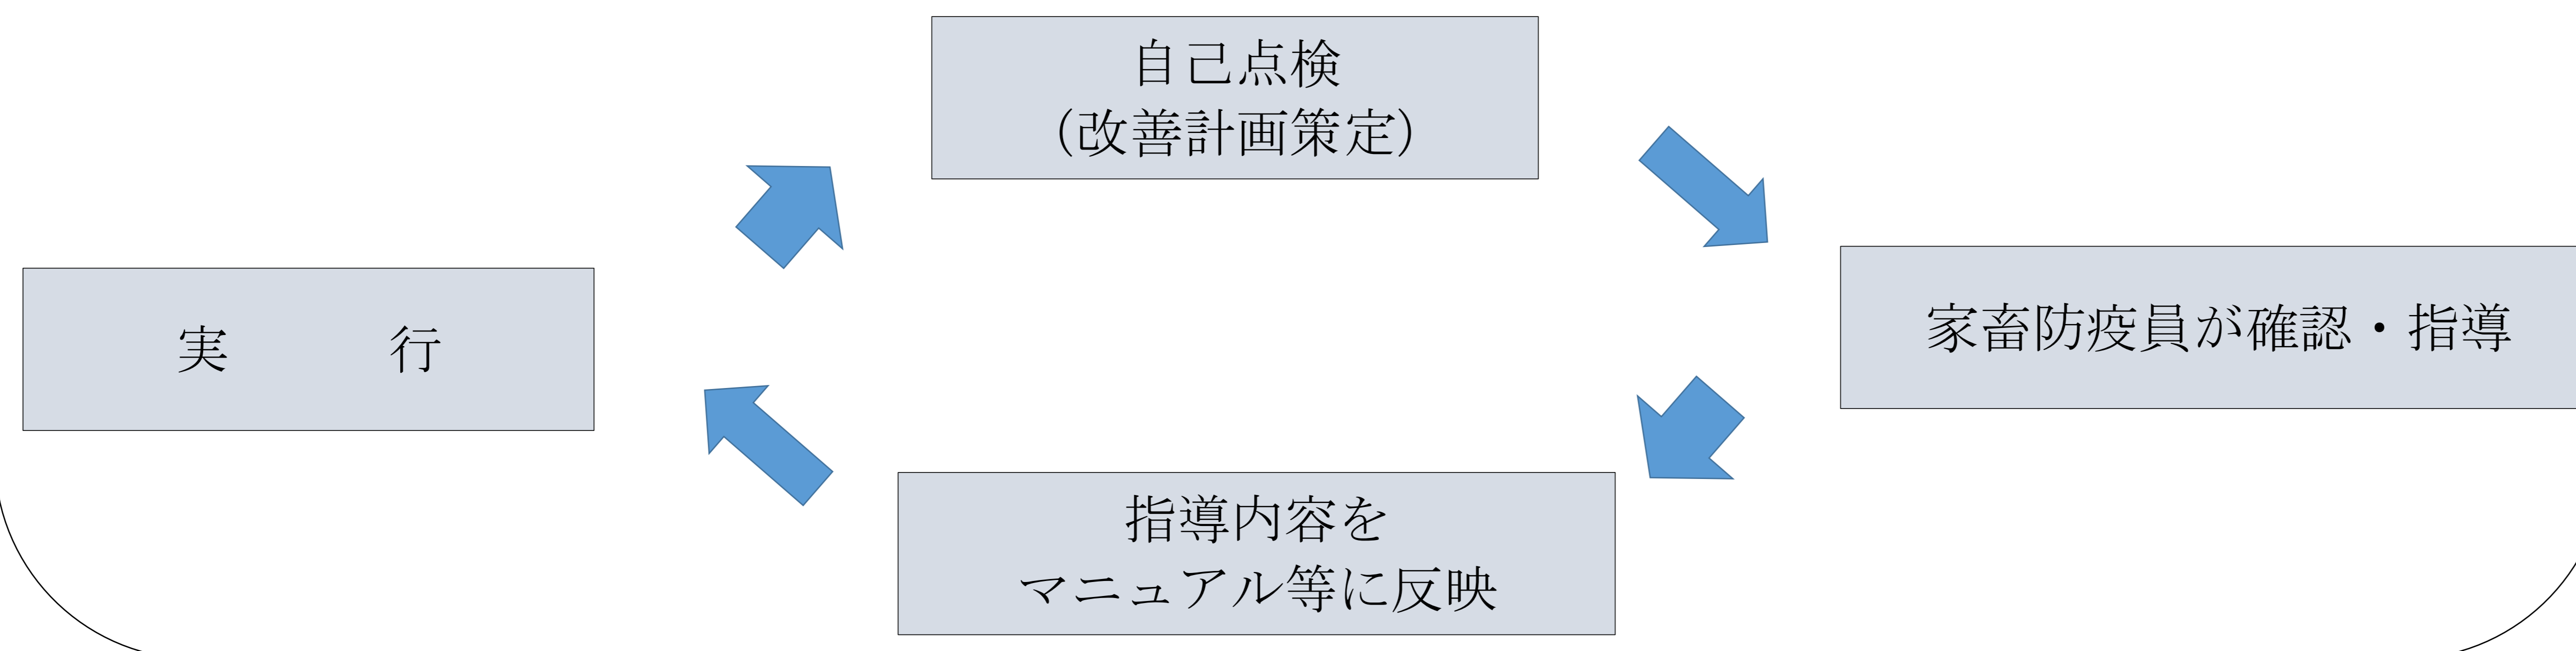 自己点検
（改善計画策定）
家畜防疫員が確認・指導
指導内容を
マニュアル等に反映
実　　　行